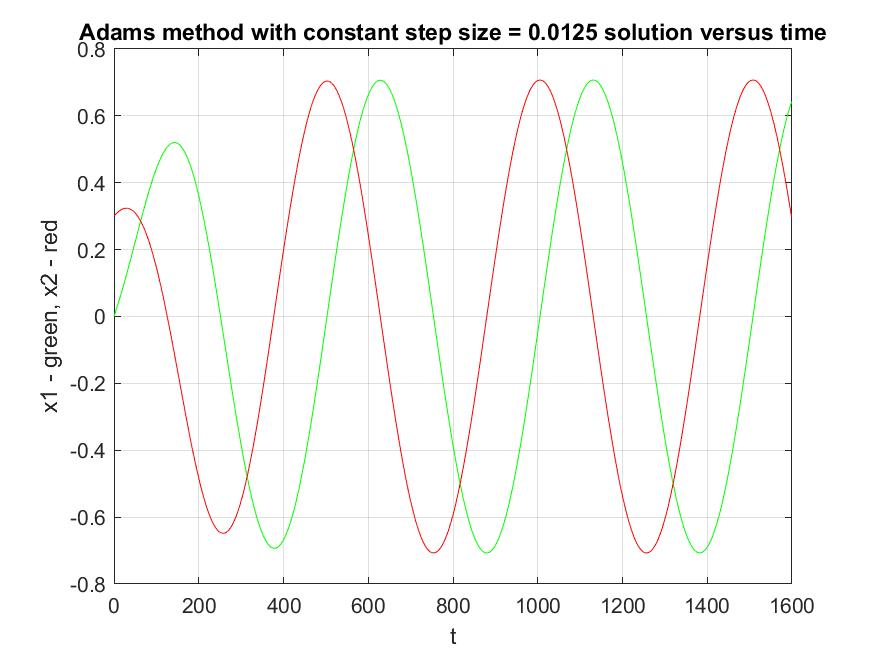 Adams method with constant step size = 0.0125 solution versus time
0.8
0.6
0.4
0.2
0
-0.2
-0.4
-0.6
-0.8
x1 - green, x2 - red
0 200 400 600 800 1000 1200 1400 1600
t